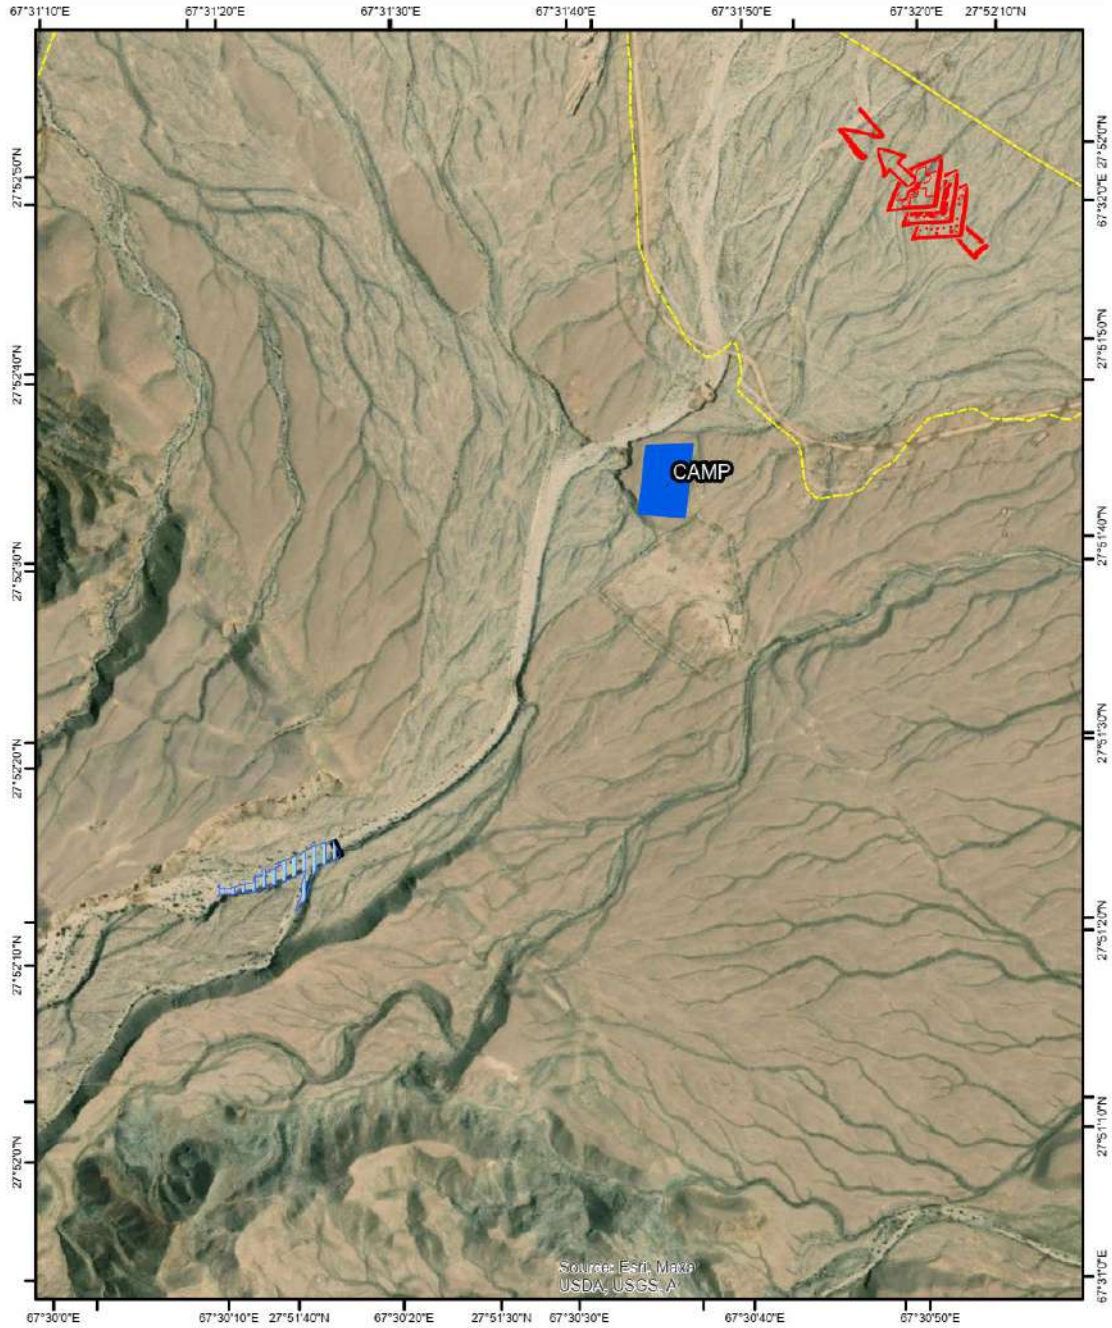 67°31'10"E 67°31'20"E 67°31'30"E 67°31'40"E 67°31'50"E 67°32'0"E 27°52'10"N
27°52'0"N
N
27°52'50"N
67°32'0"E
27°51'50"N
27°52'40"N
CAMP
27°51'40"N
27°52'30"N
27°51'30"N
27°52'20"N
27°51'20"N
27°52'10"N
27°51'10"N
27°52'0"N
67°31'0"E
Source: Esri, Maxa
USDA, USGS, A
67°30'0"E 67°30'10"E 27°51'40"N 67°30'20"E 27°51'30"N 67°30'30"E 67°30'40"E 67°30'50"E